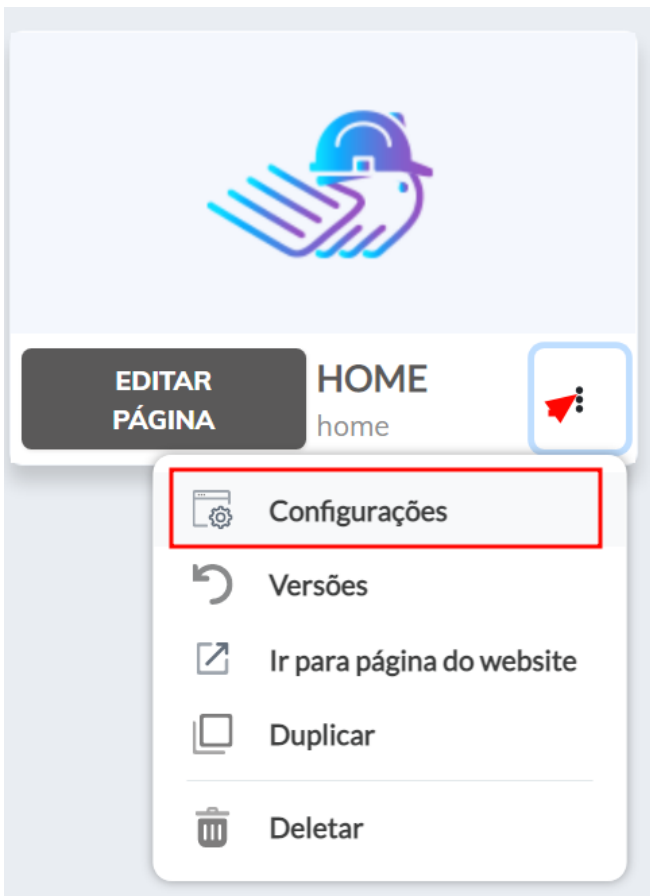 EDITAR
PÁGINA
HOME
home
Configurações
Versões
Ir para página do website
Duplicar
Deletar